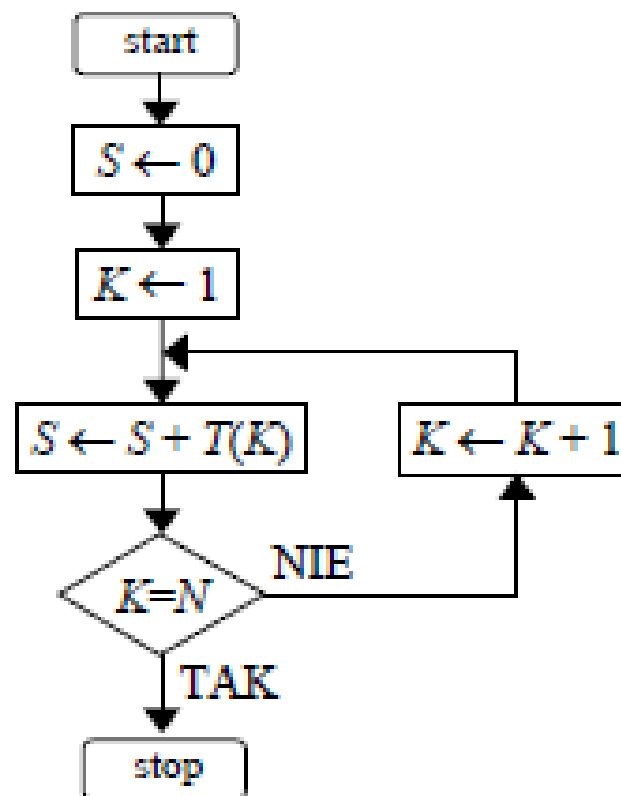 start
S ← 0
K ← 1
S ← S + T(K)
K ← K + 1
K=N
NIE
TAK
stop